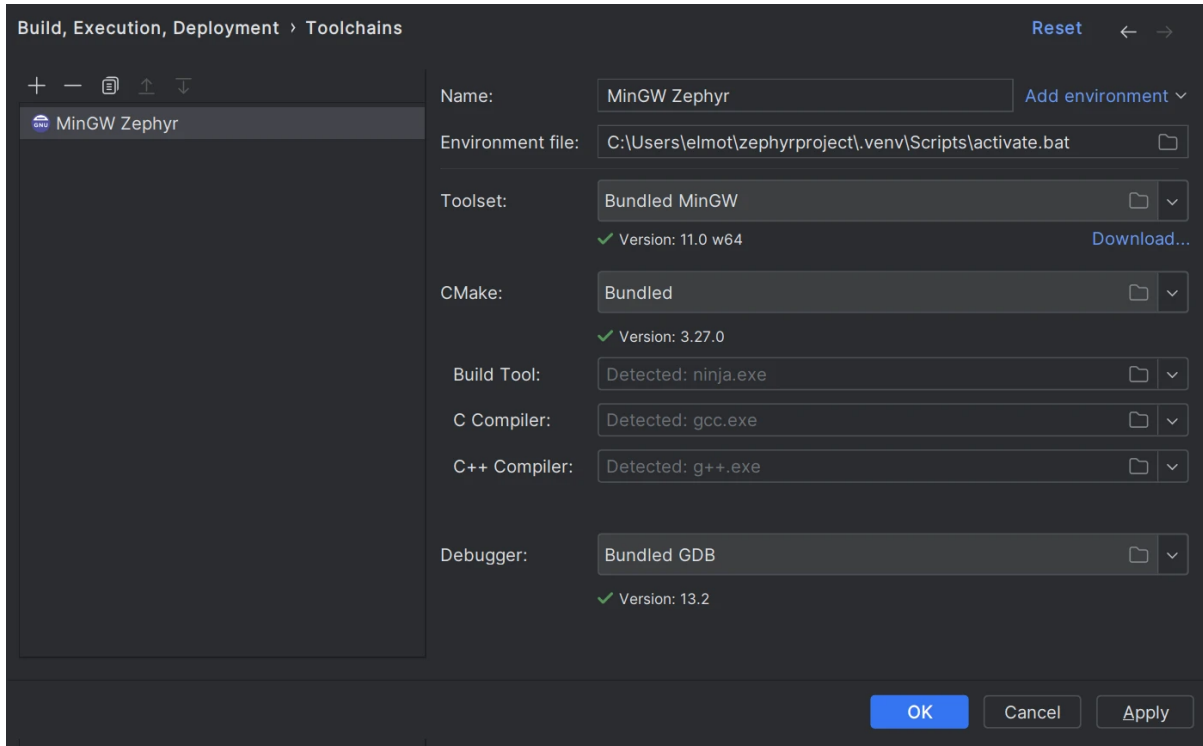 Build, Execution, Deployment › Toolchains
Reset
MinGW Zephyr
Name:
MinGW Zephyr
Add environment
Environment file:
C:\Users\elmot\zephyrproject\.venv\Scripts\activate.bat
Toolset:
Bundled MinGW
Version: 11.0 w64
Download...
CMake:
Bundled
Version: 3.27.0
Build Tool:
Detected: ninja.exe
C Compiler:
Detected: gcc.exe
C++ Compiler:
Detected: g++.exe
Debugger:
Bundled GDB
Version: 13.2
OK
Cancel
Apply